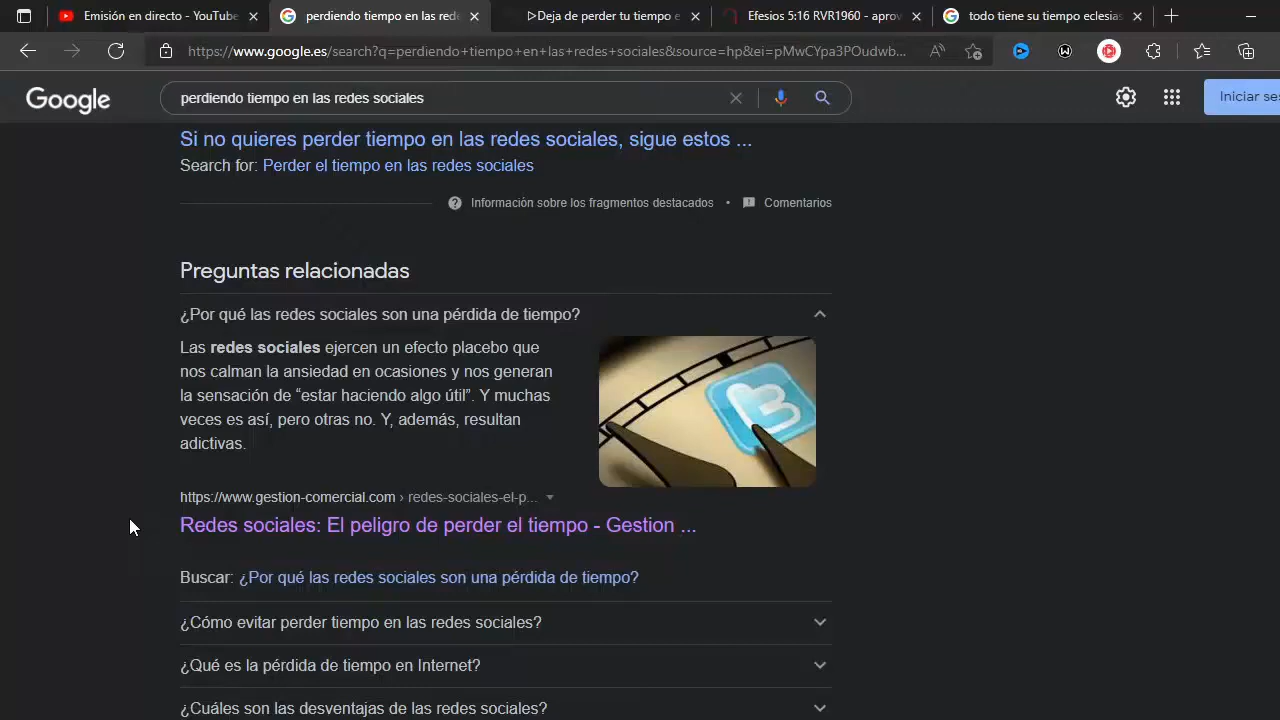 Emisión en directo - YouTube
perdiendo tiempo en las rede
▷Deja de perder tu tiempo e
Efesios 5:16 RVR1960 - aprov
todo tiene su tiempo eclesias
https://www.google.es/search?q=perdiendo+tiempo+en+las+redes+sociales&source=hp&ei=pMwCYpa3POudwb...
Google
perdiendo tiempo en las redes sociales
Iniciar ses
Si no quieres perder tiempo en las redes sociales, sigue estos ...
Search for: Perder el tiempo en las redes sociales
Información sobre los fragmentos destacados • Comentarios
Preguntas relacionadas
¿Por qué las redes sociales son una pérdida de tiempo?
Las redes sociales ejercen un efecto placebo que
nos calman la ansiedad en ocasiones y nos generan
la sensación de “estar haciendo algo útil”. Y muchas
veces es así, pero otras no. Y, además, resultan
adictivas.
https://www.gestion-comercial.com › redes-sociales-el-p...
Redes sociales: El peligro de perder el tiempo - Gestion ...
Buscar: ¿Por qué las redes sociales son una pérdida de tiempo?
¿Cómo evitar perder tiempo en las redes sociales?
¿Qué es la pérdida de tiempo en Internet?
¿Cuáles son las desventajas de las redes sociales?